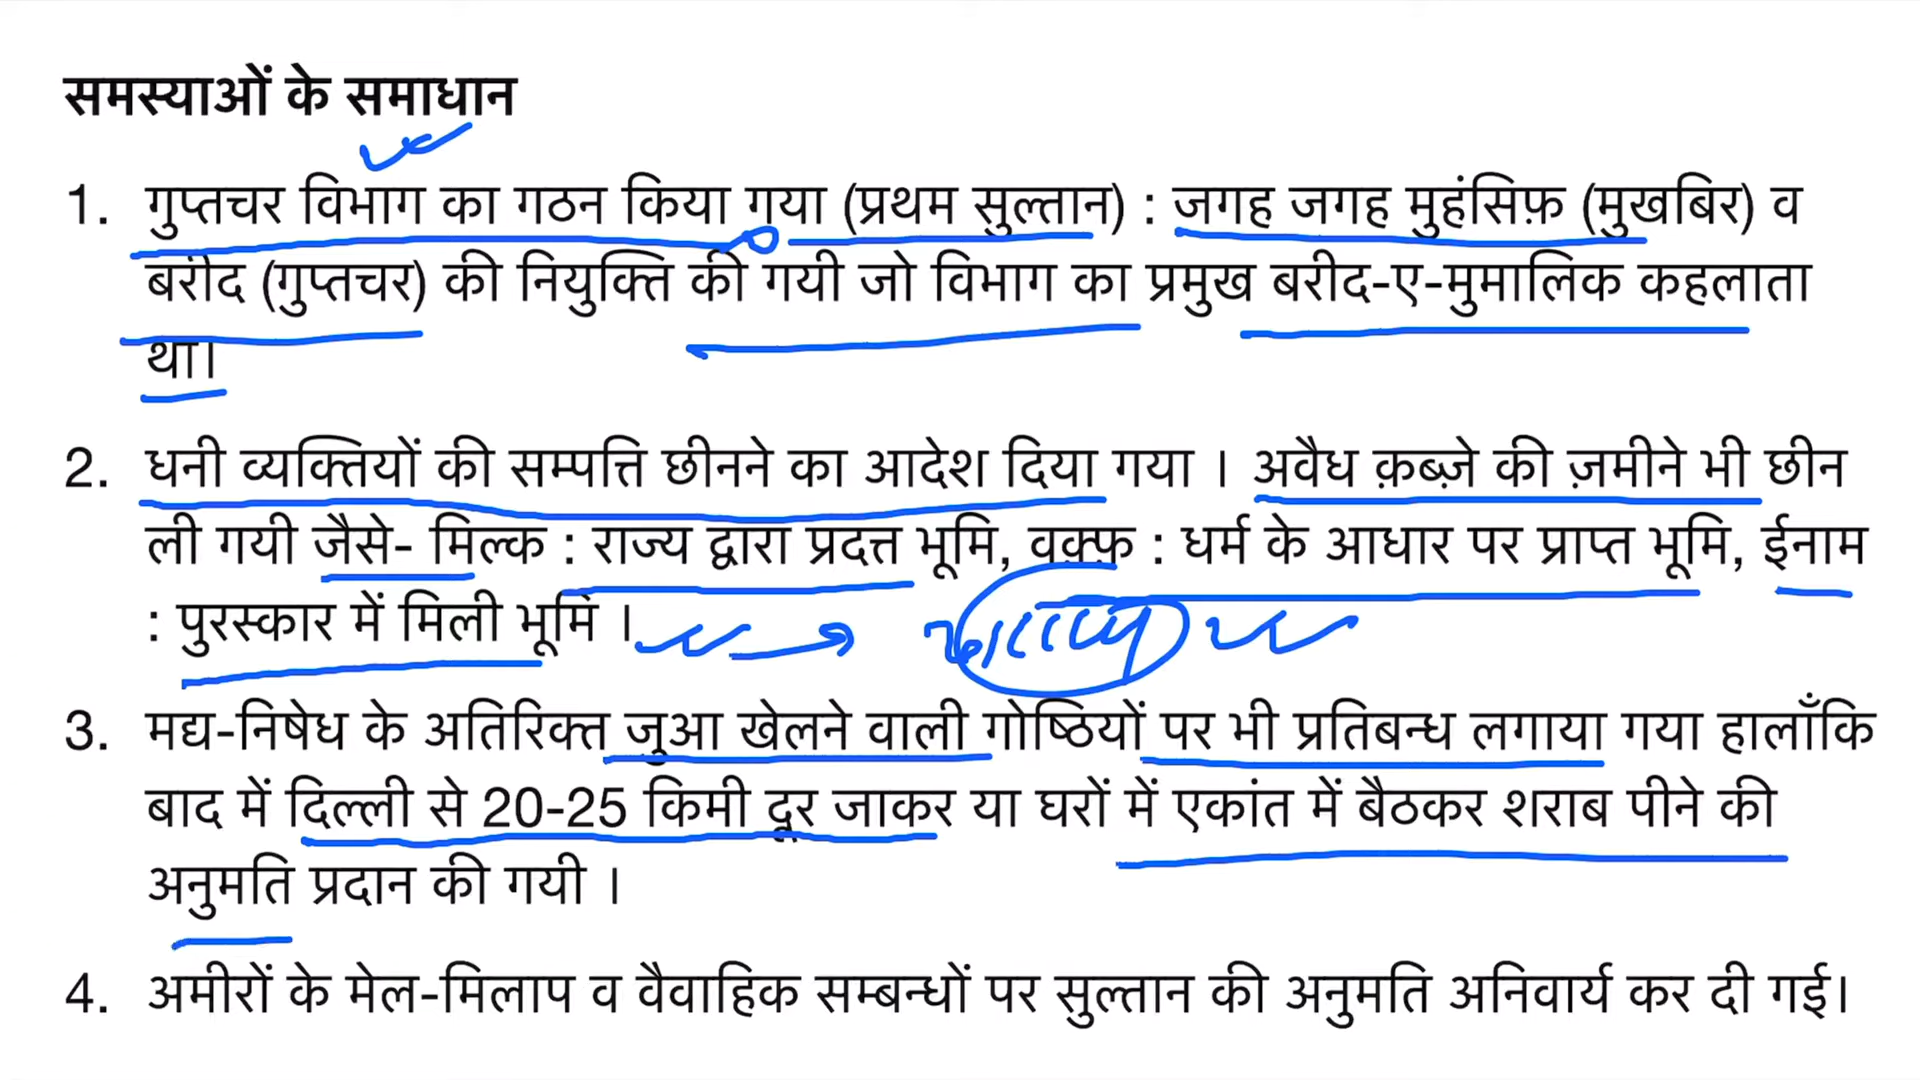 समस्याओं के समाधान
1. गुप्तचर विभाग का गठन किया गया (प्रथम सुल्तान) : जगह जगह मुहंसिफ़ (मुखबिर) व
बरीद (गुप्तचर) की नियुक्ति की गयी जो विभाग का प्रमुख बरीद-ए-मुमालिक कहलाता
था।
2. धनी व्यक्तियों की सम्पत्ति छीनने का आदेश दिया गया । अवैध क़ब्ज़े की ज़मीने भी छीन
ली गयी जैसे- मिल्क : राज्य द्वारा प्रदत्त भूमि, वक़्फ़ : धर्म के आधार पर प्राप्त भूमि, ईनाम
: पुरस्कार में मिली भूमि ।
3. मद्य-निषेध के अतिरिक्त जुआ खेलने वाली गोष्ठियों पर भी प्रतिबन्ध लगाया गया हालाँकि
बाद में दिल्ली से 20-25 किमी दूर जाकर या घरों में एकांत में बैठकर शराब पीने की
अनुमति प्रदान की गयी ।
4. अमीरों के मेल-मिलाप व वैवाहिक सम्बन्धों पर सुल्तान की अनुमति अनिवार्य कर दी गई।